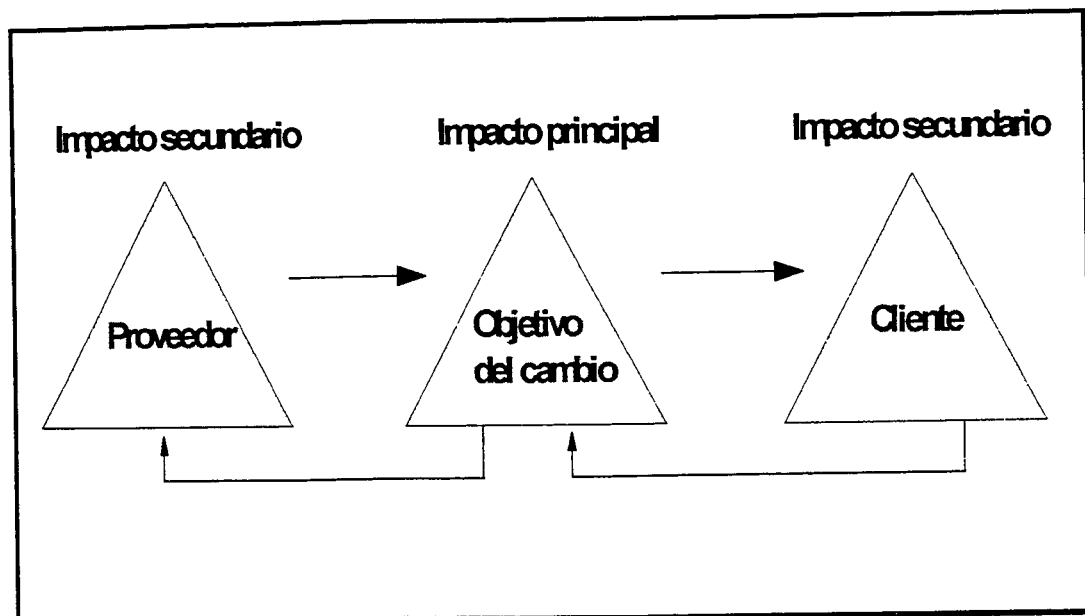 Impacto secundario
Impacto principal
Impacto secundario
Proveedor
Objetivo
del cambio
Cliente